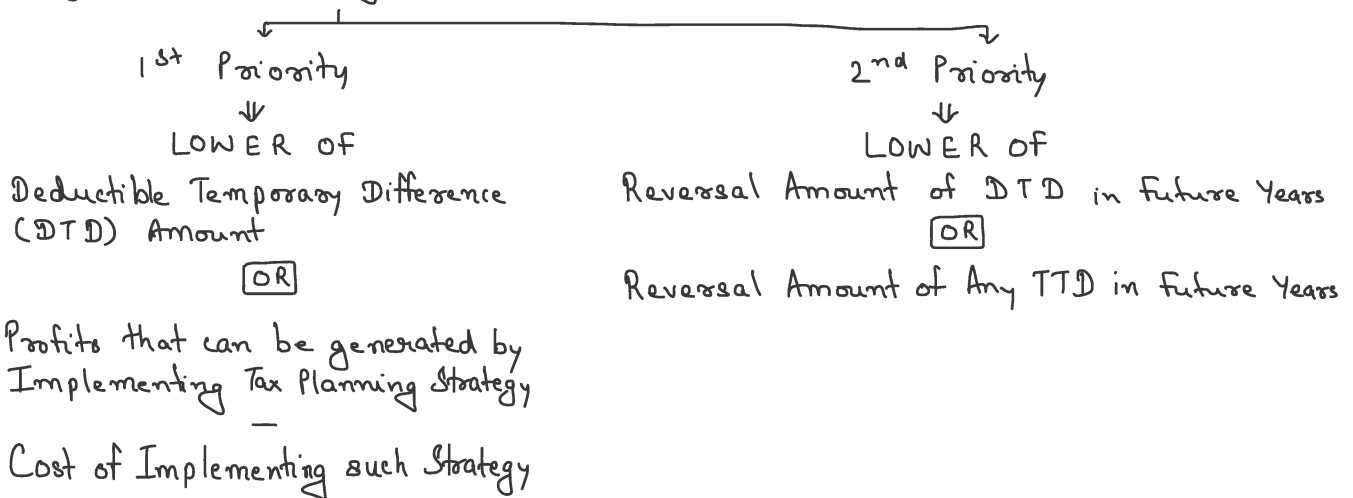 1st Priority
⇓
LOWER OF
Deductible Temporary Difference
(DTD) Amount
OR
Profits that can be generated by
Implementing Tax Planning Strategy
—
Cost of Implementing such Strategy
2nd Priority
⇓
LOWER OF
Reversal Amount of DTD in Future Years
OR
Reversal Amount of Any TTD in Future Years